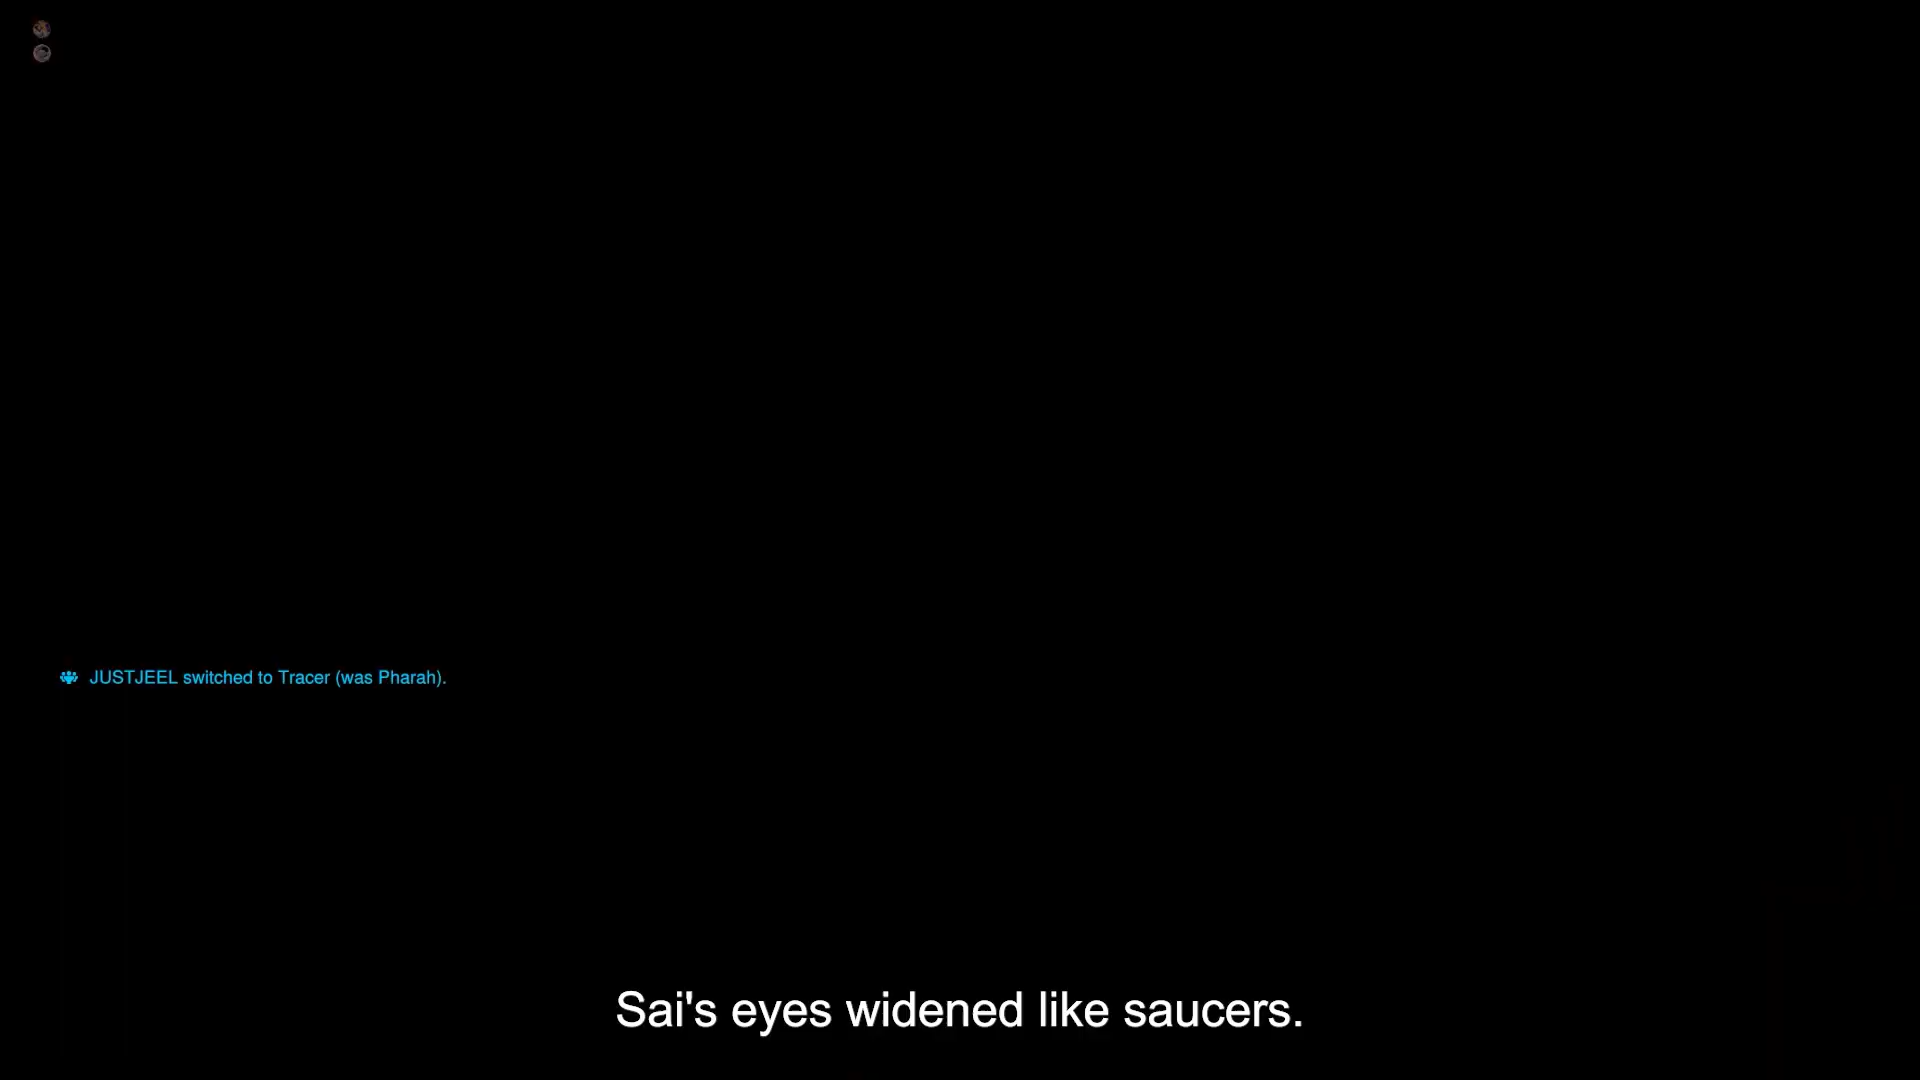 JUSTJEEL switched to Tracer (was Pharah).
Sai's eyes widened like saucers.